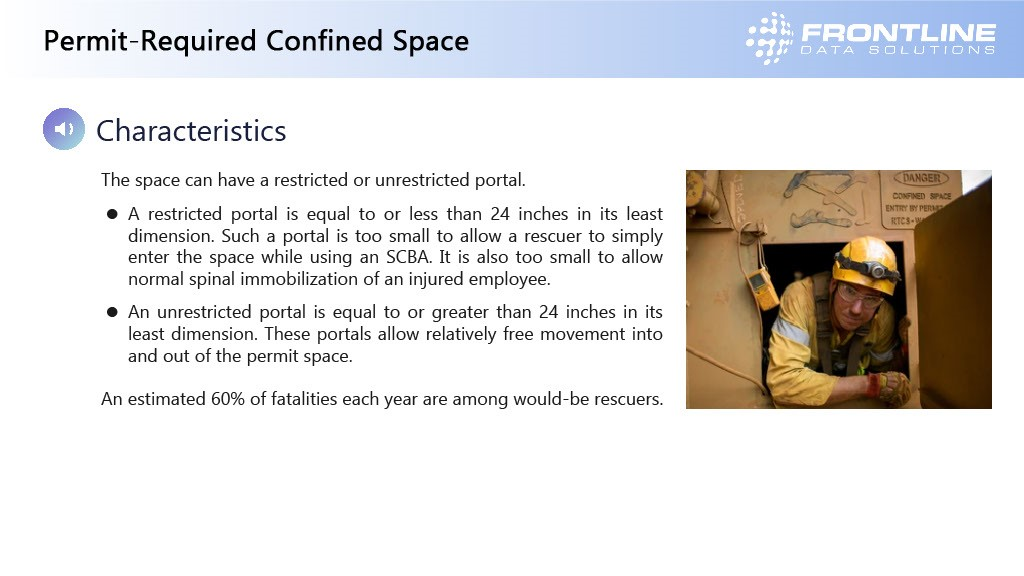 Permit-Required Confined Space
FRONTLINE
DATA SOLUTIONS
Characteristics
The space can have a restricted or unrestricted portal.
● A restricted portal is equal to or less than 24 inches in its least
dimension. Such a portal is too small to allow a rescuer to simply
enter the space while using an SCBA. It is also too small to allow
normal spinal immobilization of an injured employee.
● An unrestricted portal is equal to or greater than 24 inches in its
least dimension. These portals allow relatively free movement into
and out of the permit space.
An estimated 60% of fatalities each year are among would-be rescuers.
DANGER
CONFINED SPACE
ENTRY BY PERMIT